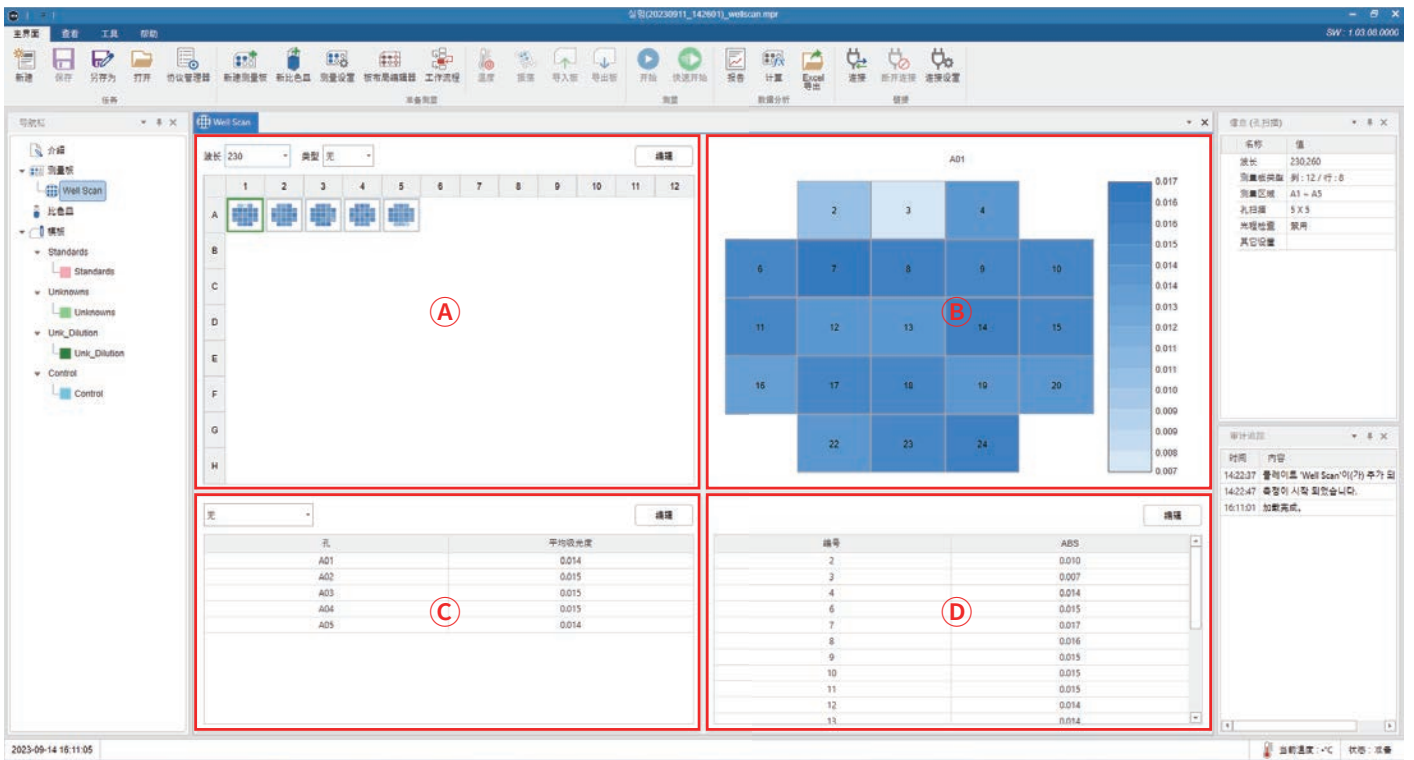 실험(20230911_142601)_wellscan.mpr
主界面 查看 工具 帮助
SW : 1.03.08.0000
新建 保存 另存为 打开 协议管理器 新建测量板 新比色皿 测量设置 板布局编辑器 工作流程 温度 振荡 导入板 导出板 开始 快速开始 报告 计算 Excel 导出 连接 断开连接 连接设置
任务 准备测量 测量 数据分析 链接
导航栏
介绍
测量板
Well Scan
比色皿
模板
Standards
Standards
Unknowns
Unknowns
Unk_Dilution
Unk_Dilution
Control
Control
Well Scan
波长 230 类型 无 编辑
1 2 3 4 5 6 7 8 9 10 11 12
A
B
C
D
E
F
G
H
Ⓐ
A01
2 3 4
6 7 8 9 10
11 12 13 14 15
16 17 18 19 20
22 23 24
Ⓑ
0.017
0.016
0.016
0.015
0.014
0.014
0.013
0.012
0.011
0.011
0.010
0.009
0.009
0.008
0.007
无 编辑
孔 平均吸光度
A01 0.014
A02 0.015
A03 0.015
A04 0.015
A05 0.014
Ⓒ
编辑
编号 ABS
2 0.010
3 0.007
4 0.014
6 0.015
7 0.017
8 0.016
9 0.015
10 0.015
11 0.015
12 0.014
13 0.014
Ⓓ
信息 (孔扫描)
名称 值
波长 230,260
测量板类型 列 : 12 / 行 : 8
测量区域 A1 ~ A5
孔扫描 5 X 5
光程检查 禁用
其它设置
审计追踪
时间 内容
14:22:37 플레이트 'Well Scan'이(가) 추가 되
14:22:47 측정이 시작 되었습니다.
16:11:01 加载完成。
2023-09-14 16:11:05
当前温度 : -℃ 状态 : 准备